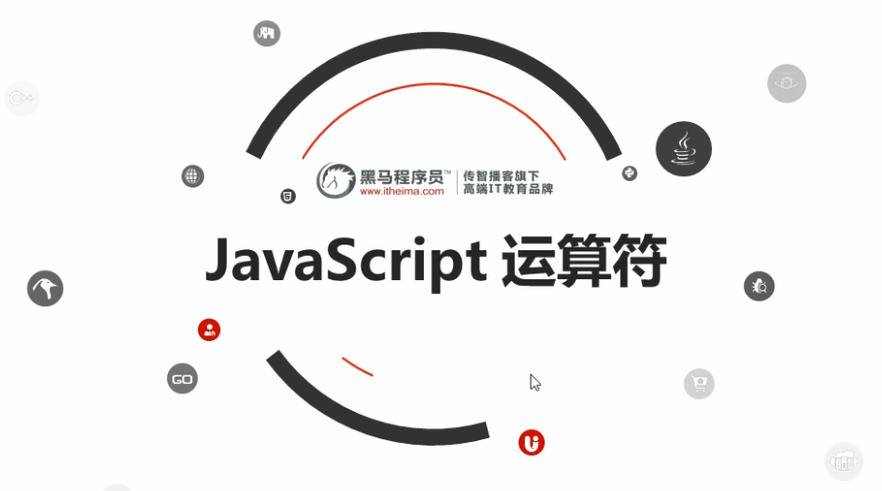 黑马程序员™
www.itheima.com
传智播客旗下
高端IT教育品牌
JavaScript 运算符
GO